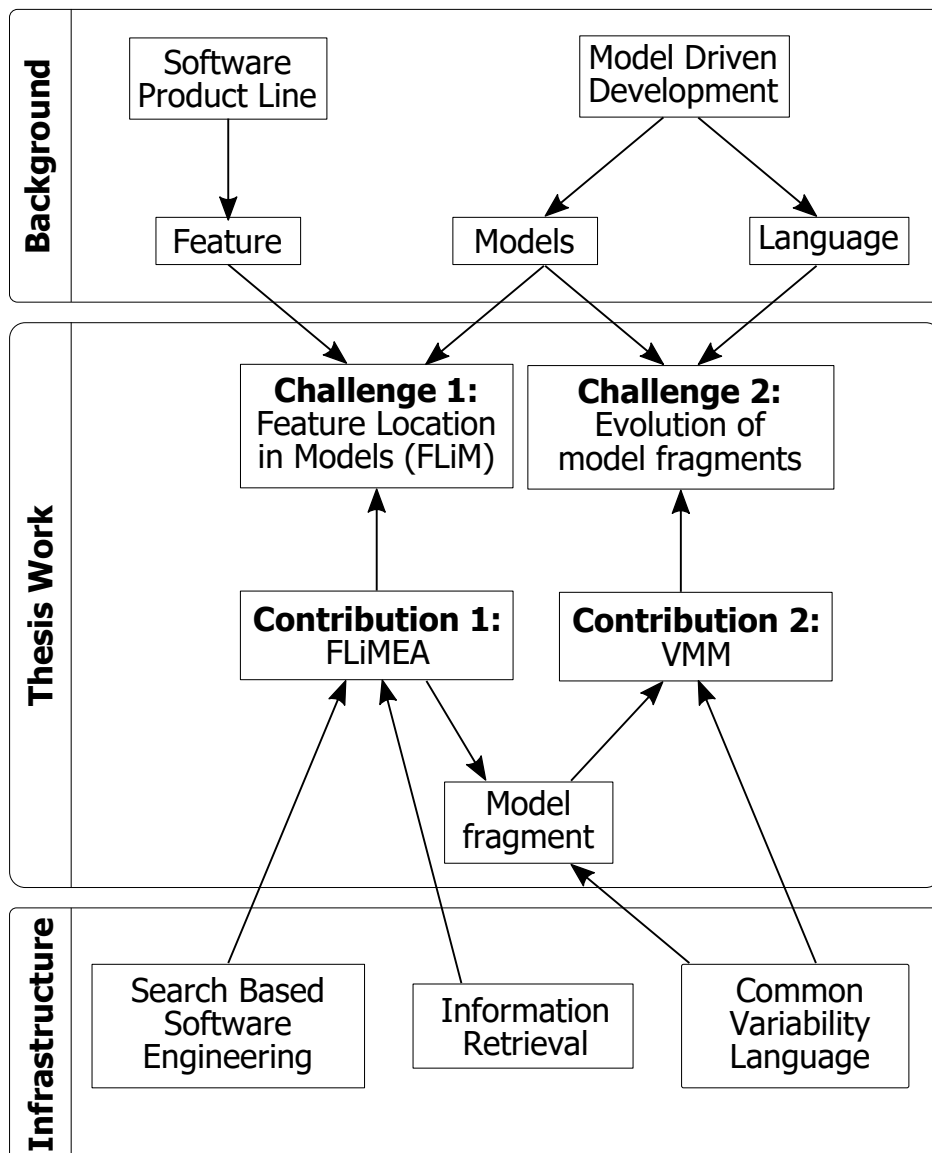 Background
Software
Product Line
Model Driven
Development
Feature
Models
Language
Thesis Work
Challenge 1:
Feature Location
in Models (FLiM)
Challenge 2:
Evolution of
model fragments
Contribution 1:
FLiMEA
Contribution 2:
VMM
Model
fragment
Infrastructure
Search Based
Software
Engineering
Information
Retrieval
Common
Variability
Language